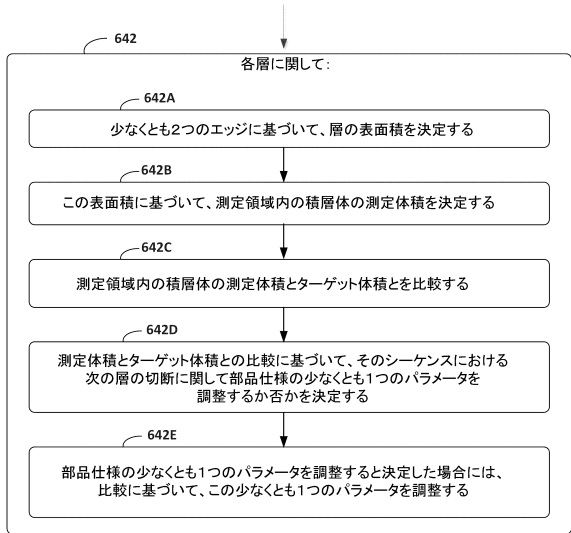 642
各層に関して:
642A
少なくとも2つのエッジに基づいて、層の表面積を決定する
642B
この表面積に基づいて、測定領域内の積層体の測定体積を決定する
642C
測定領域内の積層体の測定体積とターゲット体積とを比較する
642D
測定体積とターゲット体積との比較に基づいて、そのシーケンスにおける
次の層の切断に関して部品仕様の少なくとも1つのパラメータを
調整するか否かを決定する
642E
部品仕様の少なくとも1つのパラメータを調整すると決定した場合には、
比較に基づいて、この少なくとも1つのパラメータを調整する